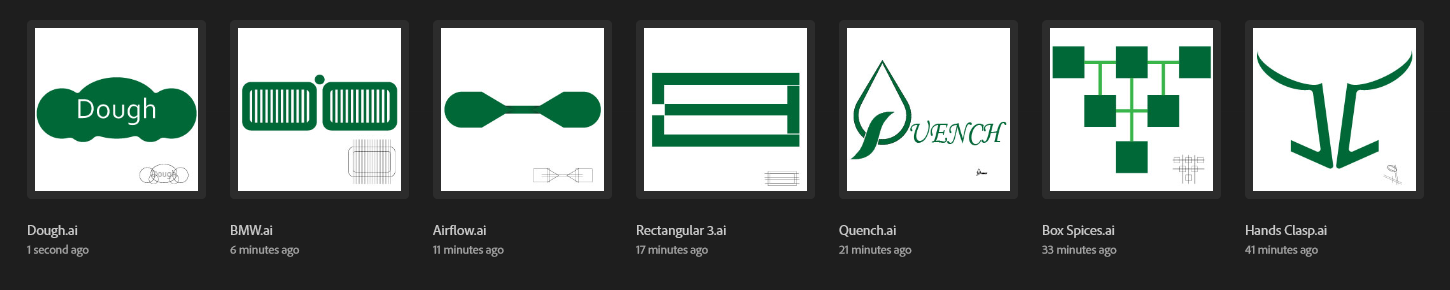 Dough
QUENCH
Dough.ai
1 second ago
BMW.ai
6 minutes ago
Airflow.ai
11 minutes ago
Rectangular 3.ai
17 minutes ago
Quench.ai
21 minutes ago
Box Spices.ai
33 minutes ago
Hands Clasp.ai
41 minutes ago